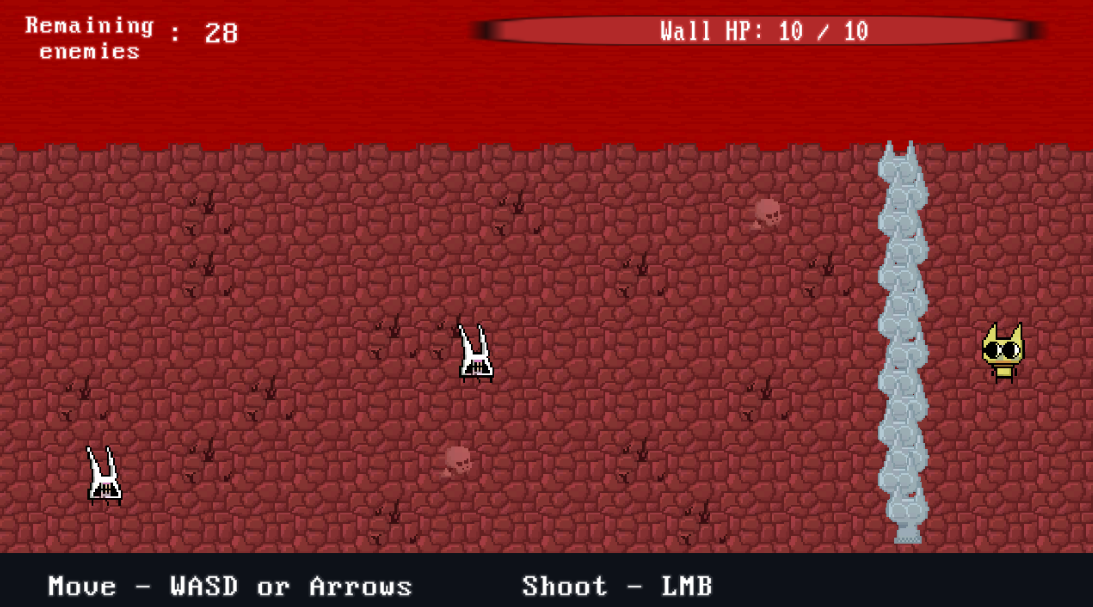 Remaining enemies : 28
Wall HP: 10 / 10
Move - WASD or Arrows
Shoot - LMB